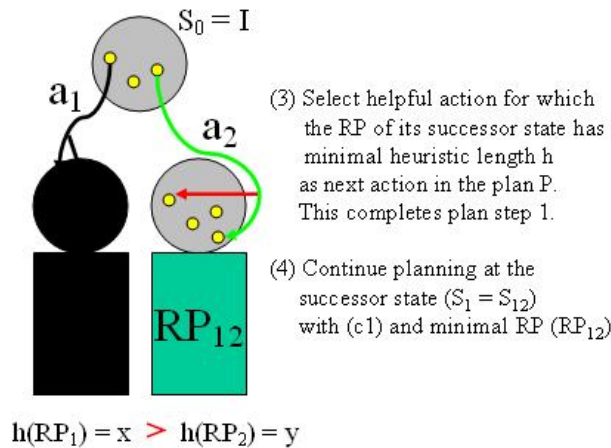 S₀ = I
a₁
a₂
(3) Select helpful action for which
the RP of its successor state has
minimal heuristic length h
as next action in the plan P.
This completes plan step 1.
(4) Continue planning at the
successor state (S₁ = S₁₂)
with (c1) and minimal RP (RP₁₂)
RP₁₂
h(RP₁) = x > h(RP₂) = y